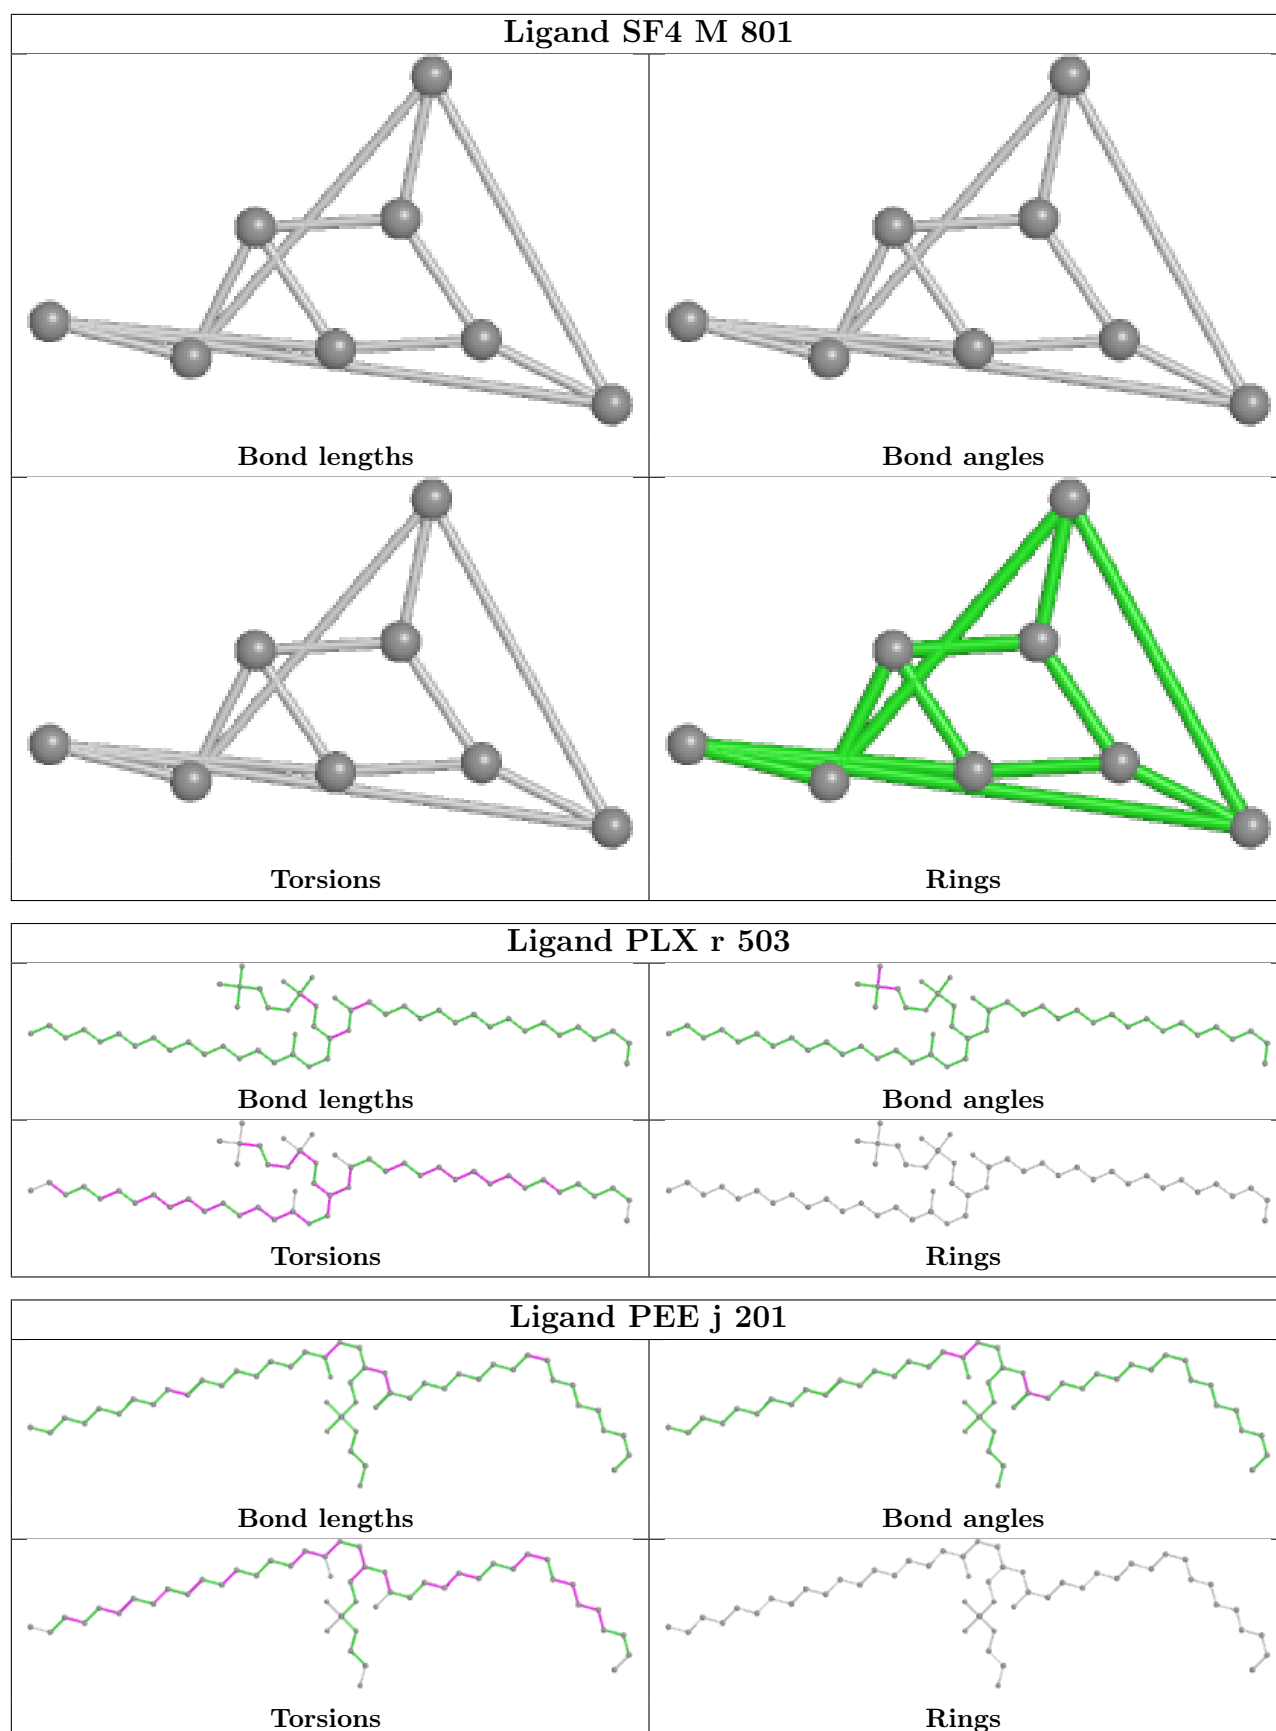 Ligand SF4 M 801
Bond lengths
Bond angles
Torsions
Rings
Ligand PLX r 503
Bond lengths
Bond angles
Torsions
Rings
Ligand PEE j 201
Bond lengths
Bond angles
Torsions
Rings